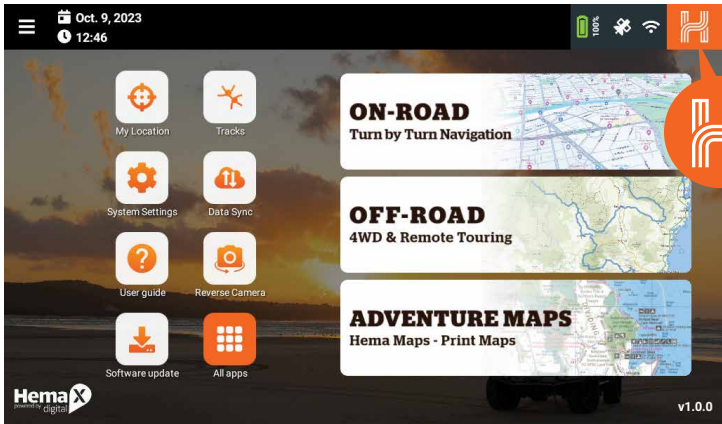 Oct. 9, 2023
12:46
100%
My Location
Tracks
System Settings
Data Sync
User guide
Reverse Camera
Software update
All apps
ON-ROAD
Turn by Turn Navigation
OFF-ROAD
4WD & Remote Touring
ADVENTURE MAPS
Hema Maps - Print Maps
Hema X
powered by digital
v1.0.0